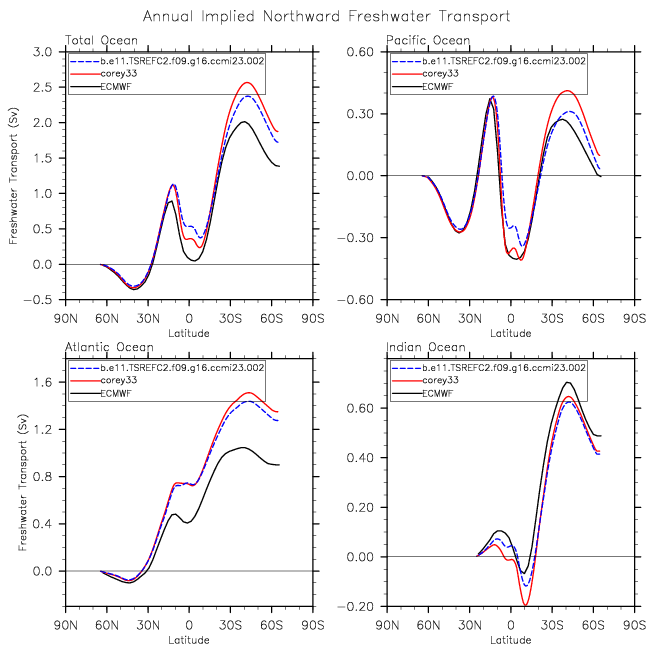 Annual Implied Northward Freshwater Transport
Total Ocean
b.e11.TSREFC2.f09.g16.ccmi23.002
corey33
ECMWF
Freshwater Transport (Sv)
3.0
2.5
2.0
1.5
1.0
0.5
0.0
−0.5
90N 60N 30N 0 30S 60S 90S
Latitude
Pacific Ocean
b.e11.TSREFC2.f09.g16.ccmi23.002
corey33
ECMWF
0.60
0.30
0.00
−0.30
−0.60
90N 60N 30N 0 30S 60S 90S
Latitude
Atlantic Ocean
b.e11.TSREFC2.f09.g16.ccmi23.002
corey33
ECMWF
Freshwater Transport (Sv)
1.6
1.2
0.8
0.4
0.0
90N 60N 30N 0 30S 60S 90S
Latitude
Indian Ocean
b.e11.TSREFC2.f09.g16.ccmi23.002
corey33
ECMWF
0.60
0.40
0.20
0.00
−0.20
90N 60N 30N 0 30S 60S 90S
Latitude